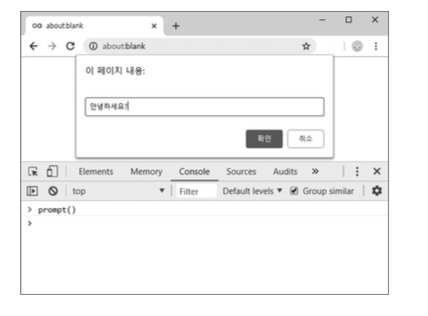 about:blank
about:blank
이 페이지 내용:
안녕하세요?
확인 취소
Elements Memory Console Sources Audits »
top Filter Default levels ▼ Group similar
> prompt()
>